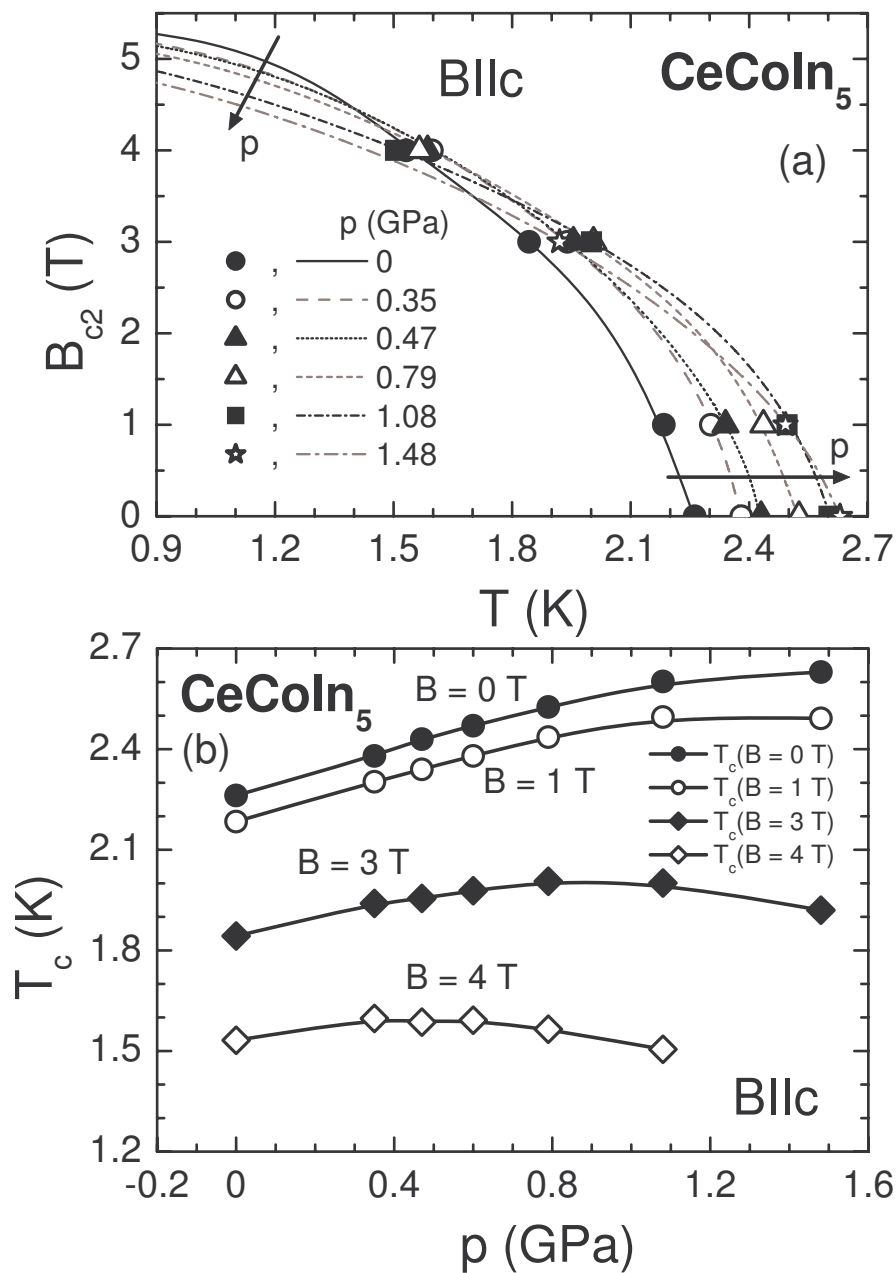 BIIc
CeCoIn5
(a)
p
p (GPa)
, 0
, 0.35
, 0.47
, 0.79
, 1.08
, 1.48
p
5
4
3
2
1
0
Bc2 (T)
0.9 1.2 1.5 1.8 2.1 2.4 2.7
T (K)
CeCoIn5
(b)
B = 0 T
B = 1 T
B = 3 T
B = 4 T
Tc(B = 0 T)
Tc(B = 1 T)
Tc(B = 3 T)
Tc(B = 4 T)
BIIc
2.7
2.4
2.1
1.8
1.5
1.2
Tc (K)
-0.2 0 0.4 0.8 1.2 1.6
p (GPa)